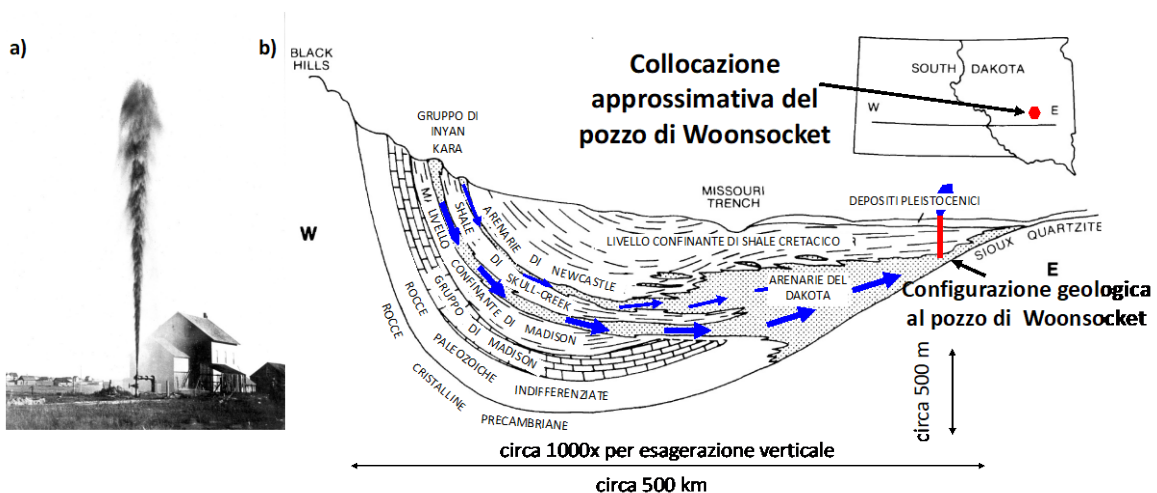 a)
b)
BLACK
HILLS
GRUPPO DI
INYAN
KARA
Collocazione
approssimativa del
pozzo di Woonsocket
SOUTH DAKOTA
W
E
W
MISSOURI
TRENCH
DEPOSITI PLEISTOCENICI
LIVELLO CONFINANTE DI SHALE CRETACICO
SIOUX QUARTZITE
ARENARIE DI NEWCASTLE
SHALE DI SKULL-CREEK
LIVELLO CONFINANTE DI MADISON
GRUPPO DI MADISON
ROCCE PALEOZOICHE INDIFFERENZIATE
ROCCE CRISTALLINE PRECAMBRIANE
ARENARIE DEL
DAKOTA
E
Configurazione geologica
al pozzo di Woonsocket
circa 500 m
circa 1000x per esagerazione verticale
circa 500 km